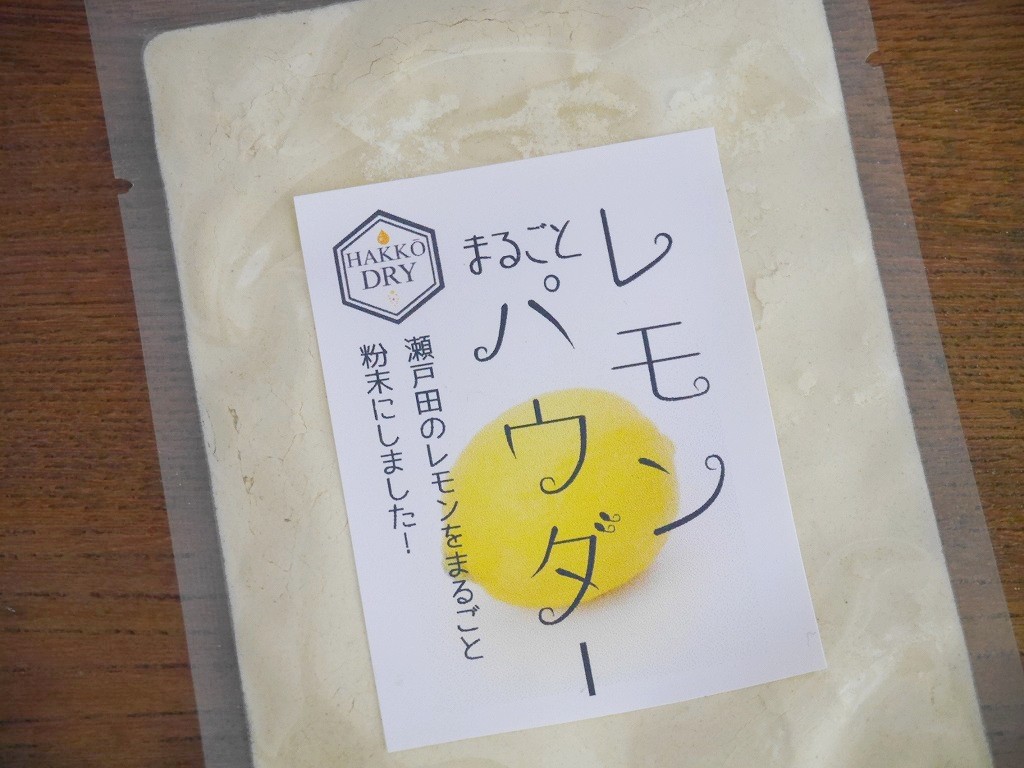 レモン
まるごと
パウダー
瀬戸田のレモンをまるごと
粉末にしました！
HAKKŌ
DRY